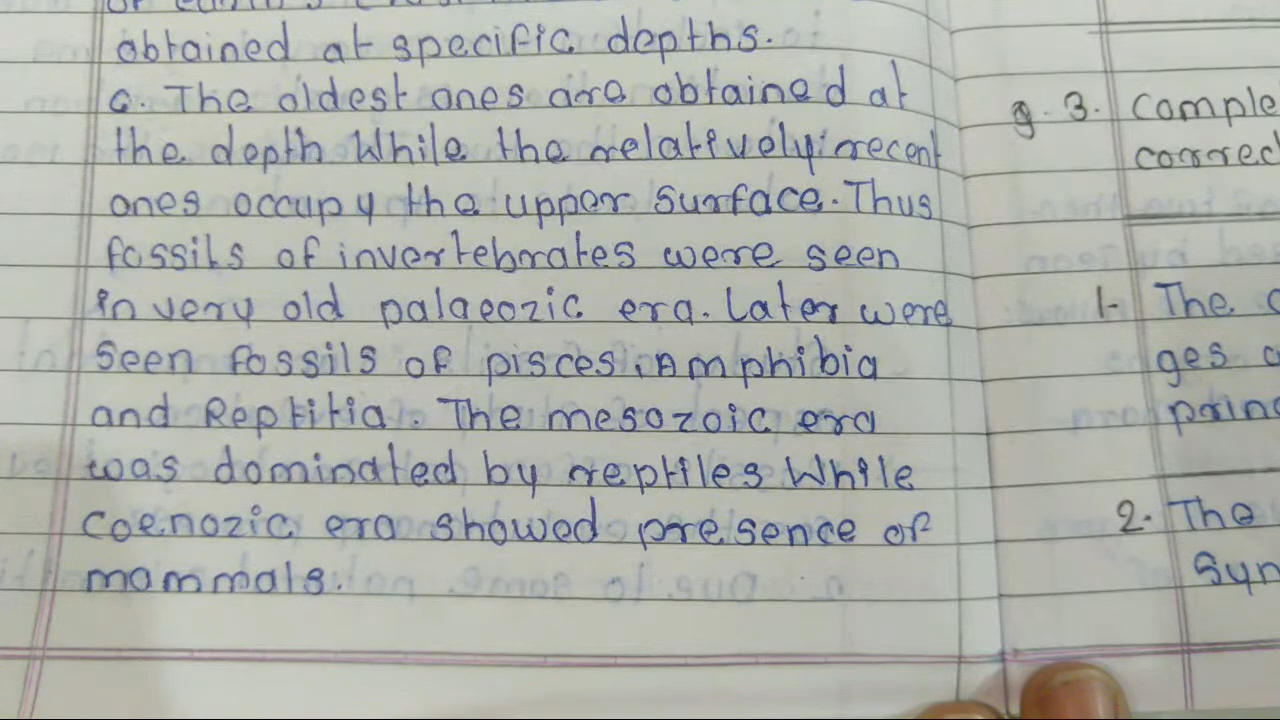 obtained at specific depths.
c. The oldest ones are obtained at
the depth While the relatively recent
ones occupy the upper surface. Thus
fossils of invertebrates were seen
in very old palaeozic era. Later were
seen fossils of pisces, Amphibia
and Reptitia. The mesozoic era
was dominated by reptiles While
coenozic era showed presence of
mammals.
g. 3. Comple
correc
1. The
ges
princ
2. The
Syn